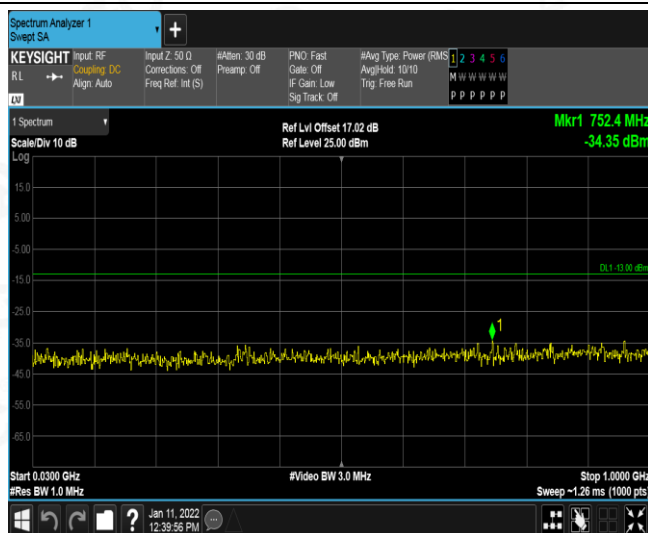 Spectrum Analyzer 1
Swept SA
KEYSIGHT
RL
Input: RF
Coupling: DC
Align: Auto
Input Z: 50 Ω
Corrections: Off
Freq Ref: Int (S)
#Atten: 30 dB
Preamp: Off
PNO: Fast
Gate: Off
IF Gain: Low
Sig Track: Off
#Avg Type: Power (RMS
Avg|Hold: 10/10
Trig: Free Run
1 2 3 4 5 6
M W W W W W
P P P P P P
1 Spectrum
Scale/Div 10 dB
Ref Lvl Offset 17.02 dB
Ref Level 25.00 dBm
Mkr1 752.4 MHz
-34.35 dBm
Log
15.0
5.00
-5.00
DL1 -13.00 dBm
-15.0
-25.0
1
-35.0
-45.0
-55.0
-65.0
Start 0.0300 GHz
#Res BW 1.0 MHz
#Video BW 3.0 MHz
Stop 1.0000 GHz
Sweep ~1.26 ms (1000 pts)
?
Jan 11, 2022
12:39:56 PM